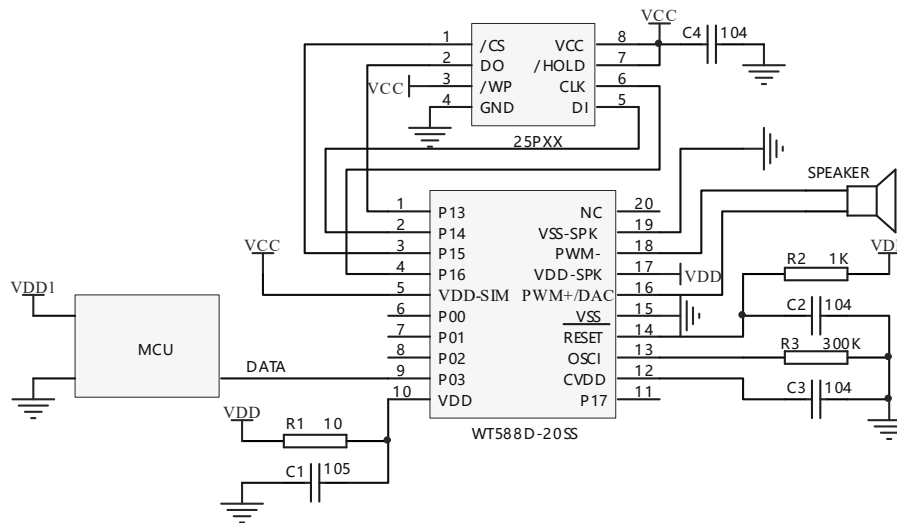 VCC
C4 104
1 /CS VCC 8
2 DO /HOLD 7
VCC 3 /WP CLK 6
4 GND DI 5
25PXX
SPEAKER
1 P13 NC 20
2 P14 VSS-SPK 19
3 P15 PWM- 18
4 P16 VDD-SPK 17 VDD
VCC
5 VDD-SIM PWM+/DAC 16
6 P00 VSS 15
7 P01 RESET 14
8 P02 OSCI 13
9 P03 CVDD 12
10 VDD P17 11
WT588D-20SS
R2 1K
C2 104
R3 300K
C3 104
VDD1
MCU
DATA
VDD
R1 10
C1 105